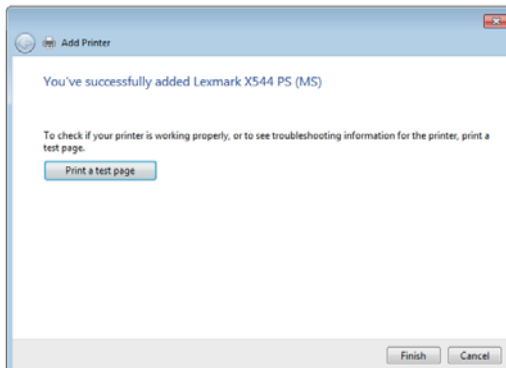 Add Printer
You've successfully added Lexmark X544 PS (MS)
To check if your printer is working properly, or to see troubleshooting information for the printer, print a
test page.
Print a test page
Finish Cancel